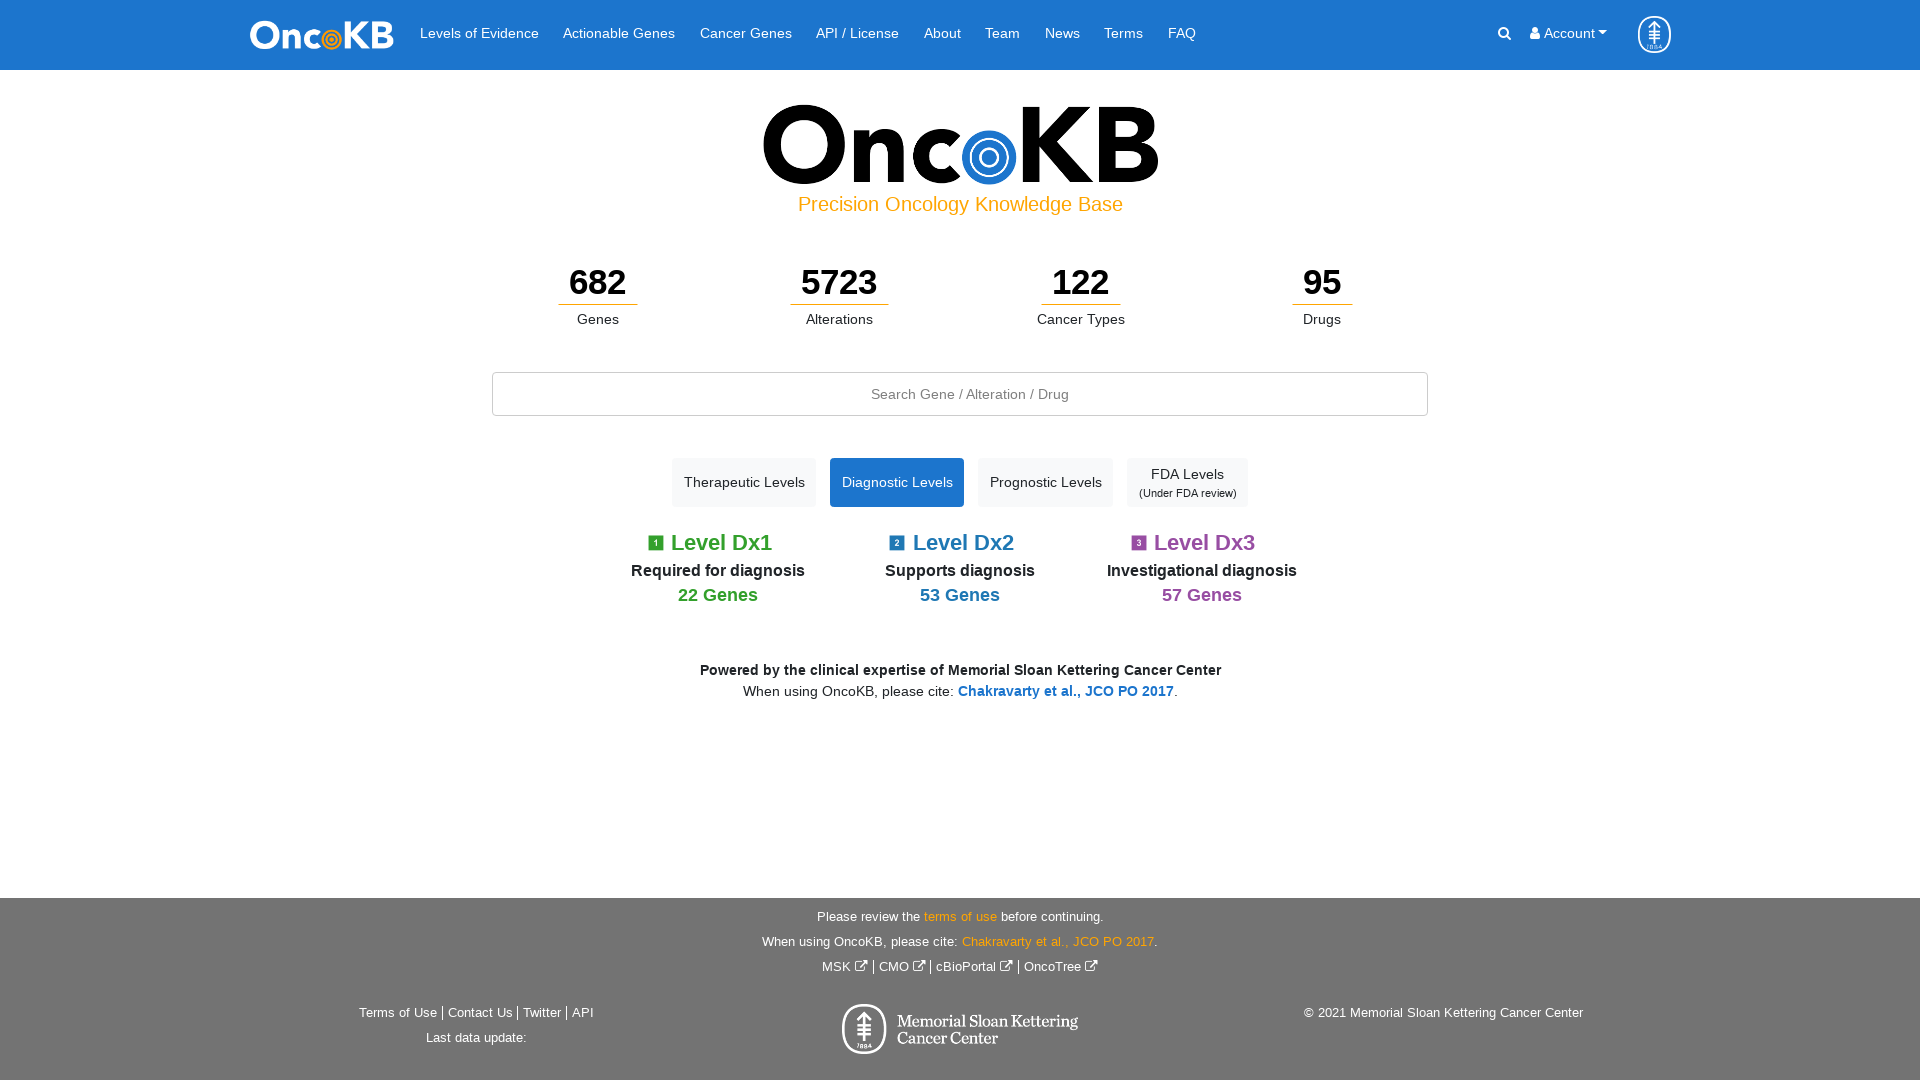 OncoKB Levels of Evidence Actionable Genes Cancer Genes API / License About Team News Terms FAQ Account 1884
OncoKB
Precision Oncology Knowledge Base
682 5723 122 95
Genes Alterations Cancer Types Drugs
Search Gene / Alteration / Drug
Therapeutic Levels Diagnostic Levels Prognostic Levels FDA Levels
(Under FDA review)
1 Level Dx1 2 Level Dx2 3 Level Dx3
Required for diagnosis Supports diagnosis Investigational diagnosis
22 Genes 53 Genes 57 Genes
Powered by the clinical expertise of Memorial Sloan Kettering Cancer Center
When using OncoKB, please cite: Chakravarty et al., JCO PO 2017.
Please review the terms of use before continuing.
When using OncoKB, please cite: Chakravarty et al., JCO PO 2017.
MSK | CMO | cBioPortal | OncoTree
Terms of Use | Contact Us | Twitter | API
Last data update:
1884 Memorial Sloan Kettering
Cancer Center
© 2021 Memorial Sloan Kettering Cancer Center